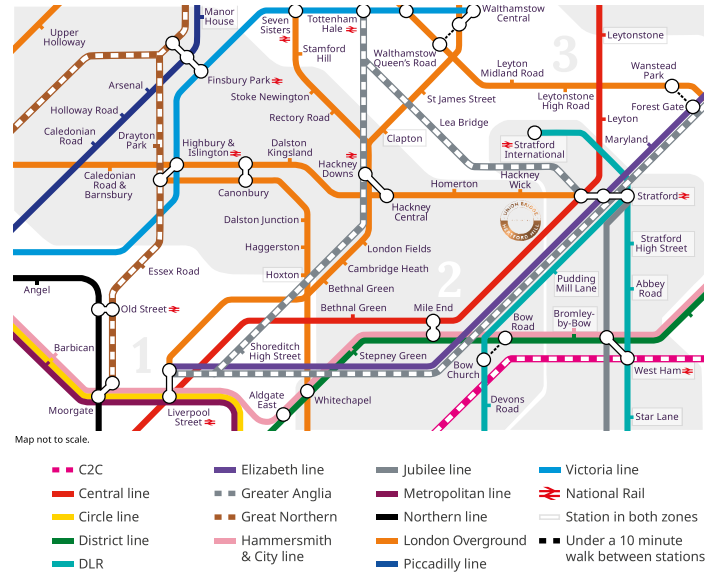 Manor
House
Seven
Sisters
Tottenham
Hale
Walthamstow
Central
Upper
Holloway
Stamford
Hill
Walthamstow
Queen's Road
3
Leytonstone
Arsenal
Finsbury Park
Leyton
Midland Road
Wanstead
Park
Stoke Newington
St James Street
Leytonstone
High Road
Forest Gate
Holloway Road
Rectory Road
Lea Bridge
Leyton
Caledonian
Road
Drayton
Park
Highbury &
Islington
Dalston
Kingsland
Clapton
Maryland
Stratford
International
Hackney
Downs
Hackney
Wick
Caledonian
Road &
Barnsbury
Canonbury
Homerton
Stratford
Hackney
Central
UNION BRIDGE
Dalston Junction
Haggerston
London Fields
Stratford
High Street
Essex Road
Hoxton
Cambridge Heath
2
Pudding
Mill Lane
Abbey
Road
Angel
Bethnal Green
Old Street
Bethnal Green
Mile End
Bow
Road
Bromley-
by-Bow
Barbican
1
Shoreditch
High Street
Stepney Green
Bow
Church
West Ham
Moorgate
Liverpool
Street
Aldgate
East
Whitechapel
Devons
Road
Star Lane
Map not to scale.
C2C
Central line
Circle line
District line
DLR
Elizabeth line
Greater Anglia
Great Northern
Hammersmith
& City line
Jubilee line
Metropolitan line
Northern line
London Overground
Piccadilly line
Victoria line
National Rail
Station in both zones
Under a 10 minute
walk between stations